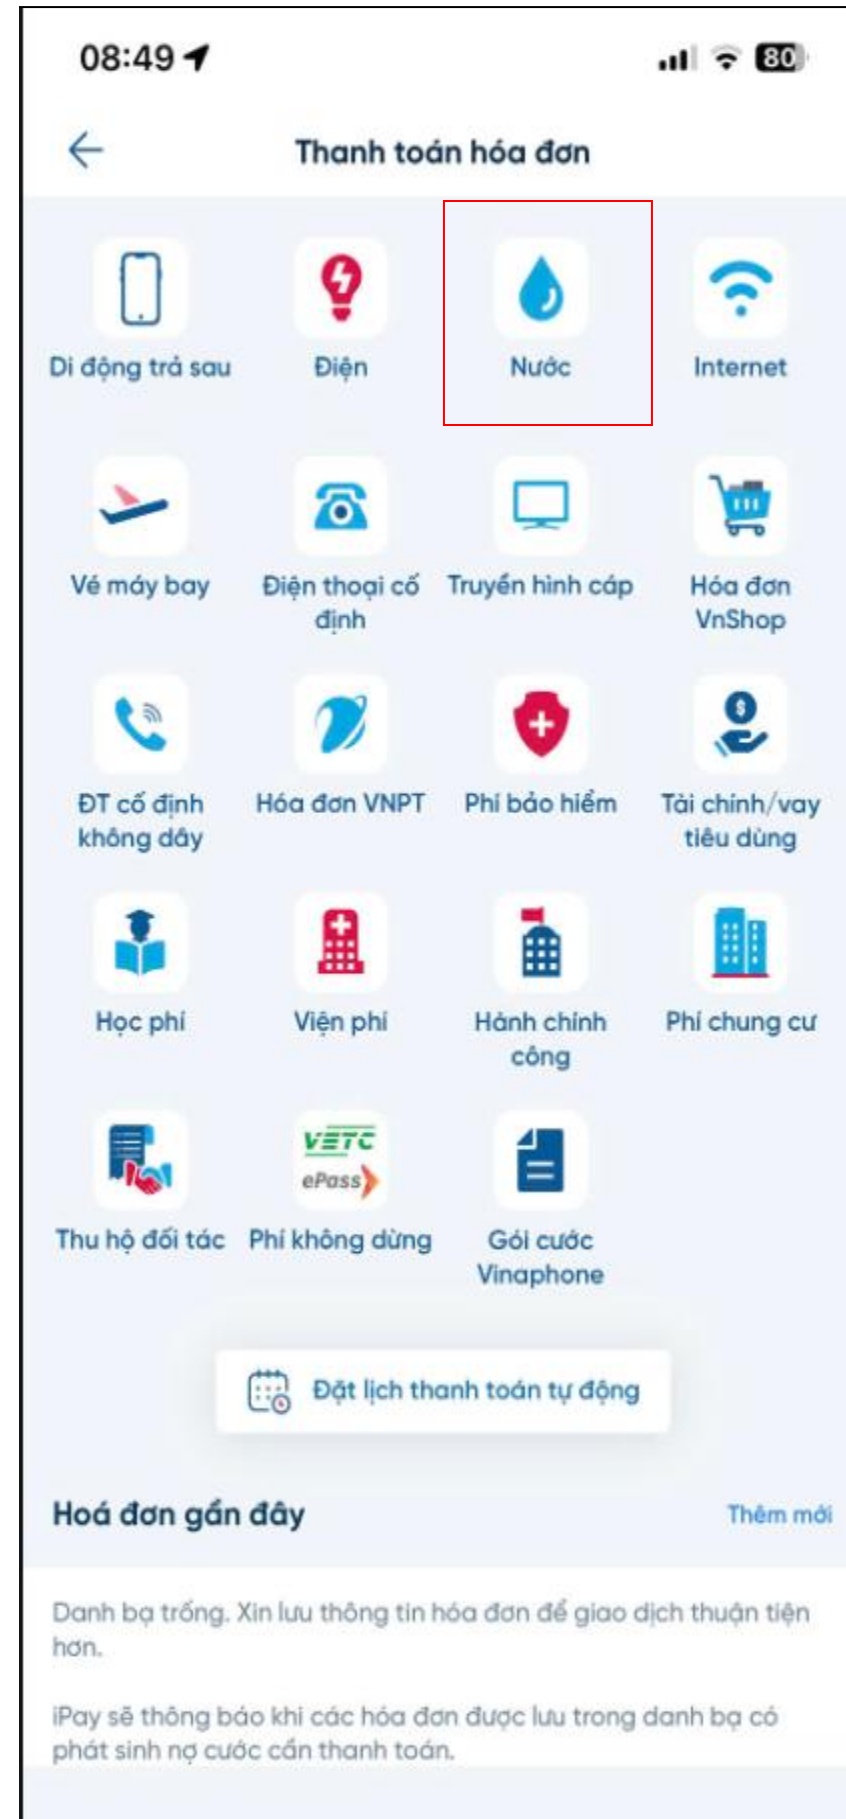 08:49
80
Thanh toán hóa đơn
Di động trả sau
Điện
Nước
Internet
Vé máy bay
Điện thoại cố
định
Truyền hình cáp
Hóa đơn
VnShop
ĐT cố định
không dây
Hóa đơn VNPT
Phí bảo hiểm
Tài chính/vay
tiêu dùng
Học phí
Viện phí
Hành chính
công
Phí chung cư
Thu hộ đối tác
VETC
ePass
Phí không dừng
Gói cước
Vinaphone
Đặt lịch thanh toán tự động
Hoá đơn gần đây
Thêm mới
Danh bạ trống. Xin lưu thông tin hóa đơn để giao dịch thuận tiện
hơn.
iPay sẽ thông báo khi các hóa đơn được lưu trong danh bạ có
phát sinh nợ cước cần thanh toán.